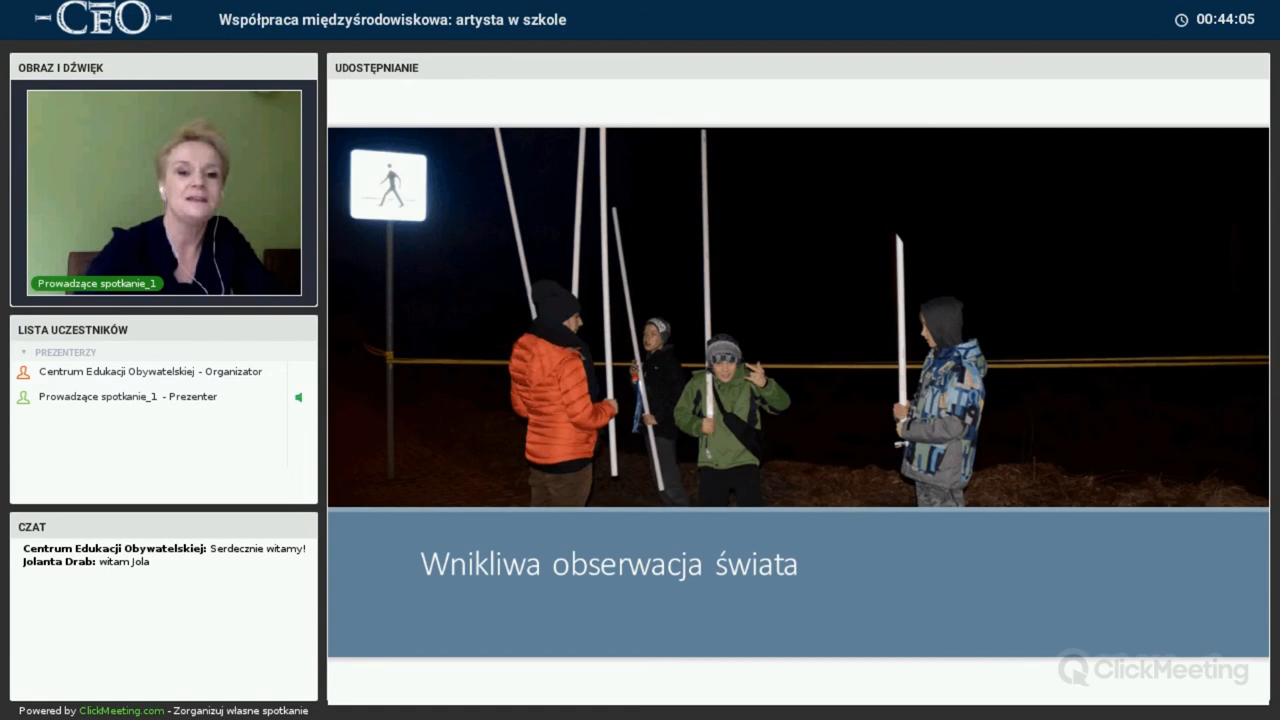 CEO
Współpraca międzyśrodowiskowa: artysta w szkole
00:44:05
OBRAZ I DŹWIĘK
Prowadzące spotkanie_1
LISTA UCZESTNIKÓW
PREZENTERZY
Centrum Edukacji Obywatelskiej - Organizator
Prowadzące spotkanie_1 - Prezenter
CZAT
Centrum Edukacji Obywatelskiej: Serdecznie witamy!
Jolanta Drab: witam Jola
Powered by ClickMeeting.com - Zorganizuj własne spotkanie
UDOSTĘPNIANIE
Wnikliwa obserwacja świata
ClickMeeting